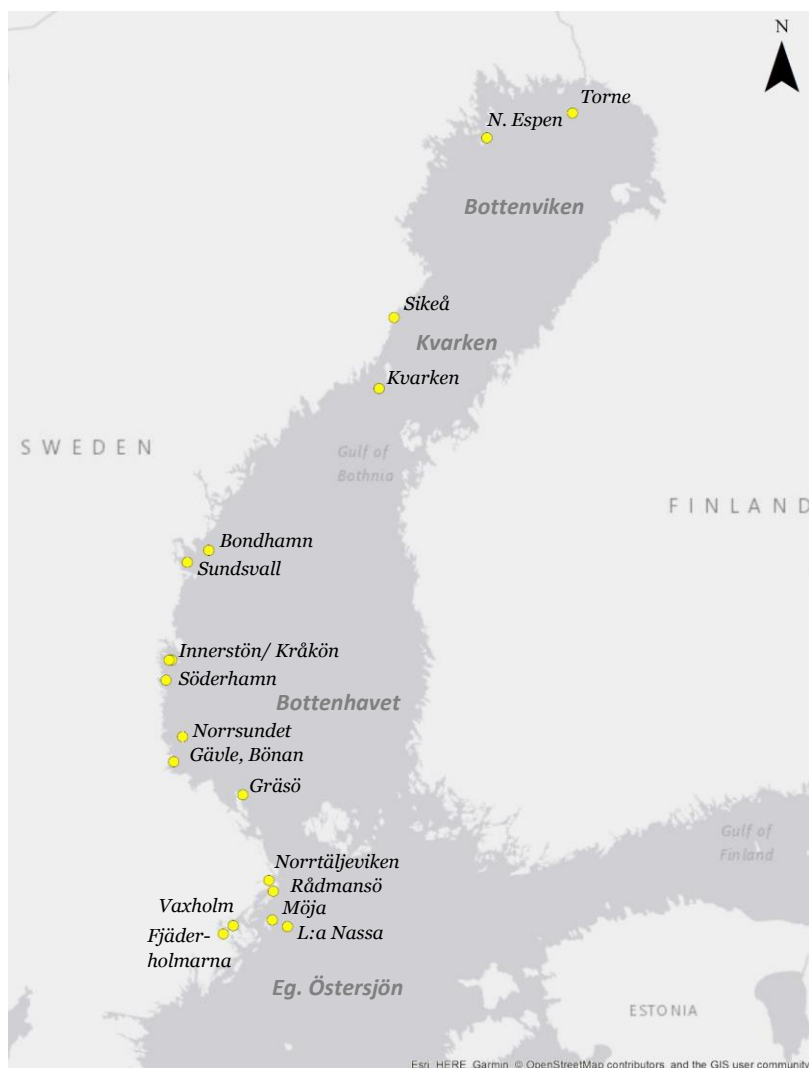 N
Torne
N. Espen
Bottenviken
Sikeå
Kvarken
Kvarken
SWEDEN
Gulf of
Bothnia
FINLAND
Bondhamn
Sundsvall
Innerstön/ Kråkön
Söderhamn
Bottenhavet
Norrsundet
Gävle, Bönan
Gräsö
Gulf of
Finland
Norrtäljeviken
Rådmansö
Vaxholm
Möja
Fjäder-
holmarna
L:a Nassa
Eg. Östersjön
ESTONIA
Esri, HERE, Garmin, © OpenStreetMap contributors, and the GIS user community